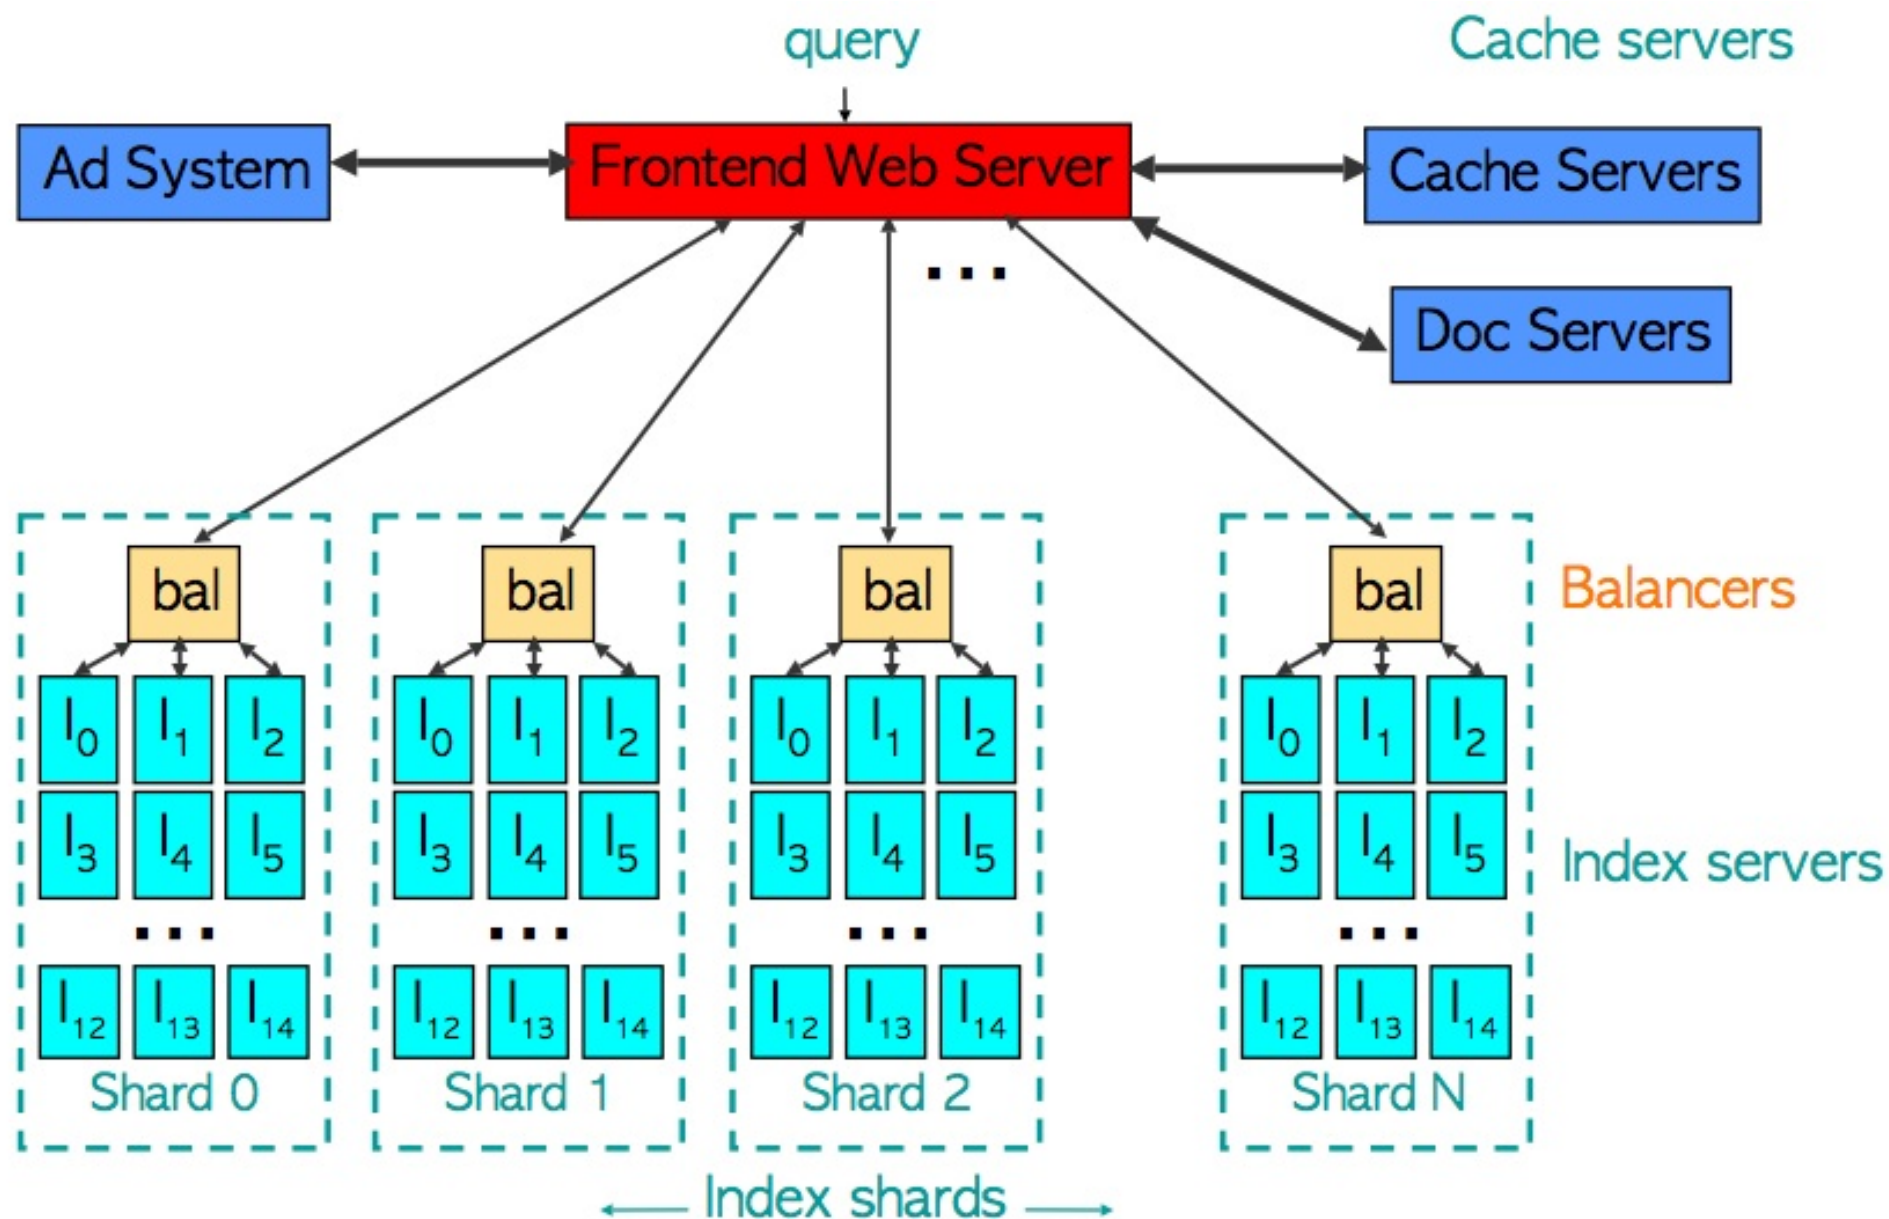 query
Cache servers
Ad System
Frontend Web Server
Cache Servers
...
Doc Servers
bal
bal
bal
bal
Balancers
I0 I1 I2
I0 I1 I2
I0 I1 I2
I0 I1 I2
I3 I4 I5
I3 I4 I5
I3 I4 I5
I3 I4 I5
Index servers
...
...
...
...
I12 I13 I14
I12 I13 I14
I12 I13 I14
I12 I13 I14
Shard 0
Shard 1
Shard 2
Shard N
Index shards